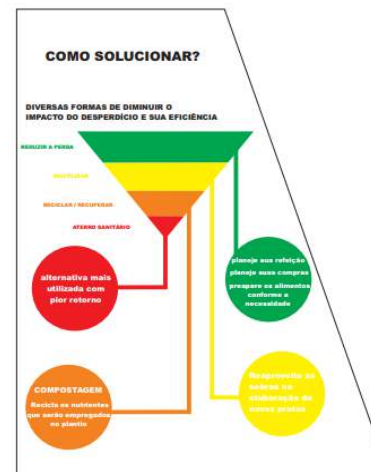 COMO SOLUCIONAR?
DIVERSAS FORMAS DE DIMINUIR O
IMPACTO DO DESPERDÍCIO E SUA EFICIÊNCIA
REDUZIR A PERDA
REUTILIZAR
RECICLAR / RECUPERAR
ATERRO SANITÁRIO
alternativa mais
utilizada com
pior retorno
planeje sua refeição
planeje suas compras
prepare os alimentos
conforme a
necessidade
COMPOSTAGEM
Recicla os nutrientes
que serão empregados
no plantio
Reaproveite as
sobras na
elaboração de
novos pratos